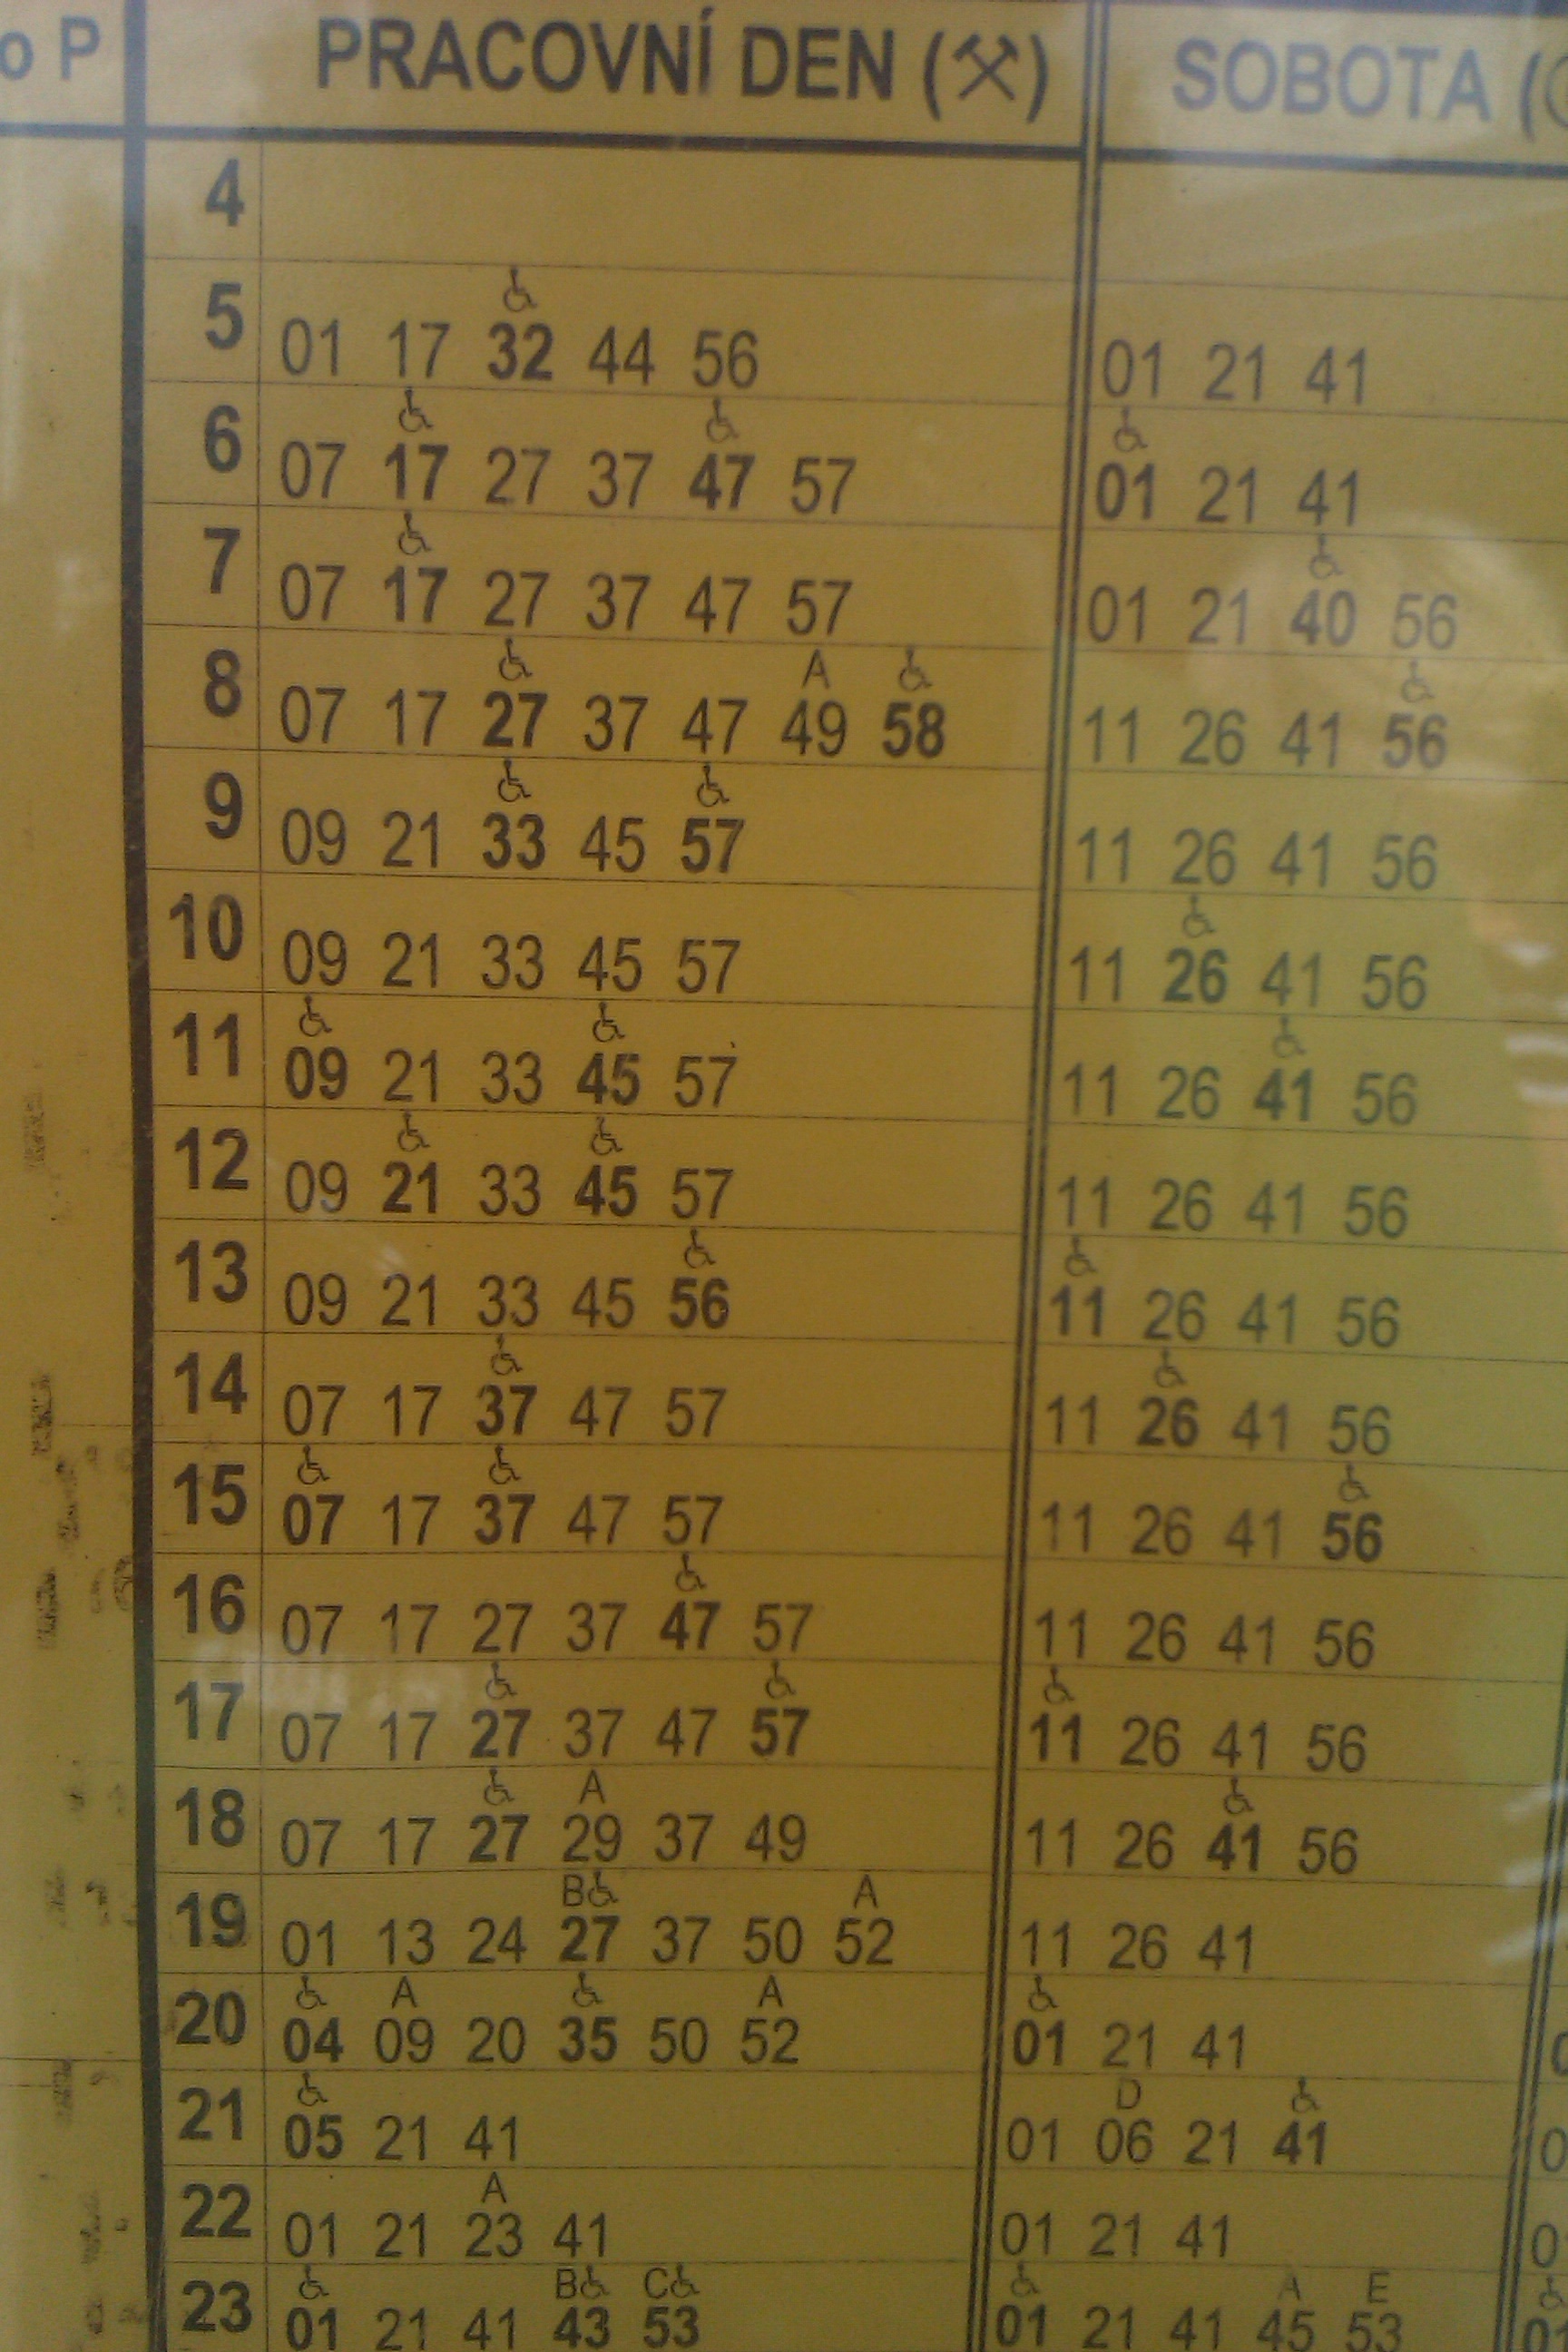 o P PRACOVNÍ DEN (⚒) SOBOTA (
4
♿
5 01 17 32 44 56 01 21 41
♿ ♿ ♿
6 07 17 27 37 47 57 01 21 41
♿ ♿
7 07 17 27 37 47 57 01 21 40 56
♿ A ♿ ♿
8 07 17 27 37 47 49 58 11 26 41 56
♿ ♿
9 09 21 33 45 57 11 26 41 56
♿
10 09 21 33 45 57 11 26 41 56
♿ ♿ ♿
11 09 21 33 45 57 11 26 41 56
♿ ♿
12 09 21 33 45 57 11 26 41 56
♿ ♿
13 09 21 33 45 56 11 26 41 56
♿ ♿
14 07 17 37 47 57 11 26 41 56
♿ ♿ ♿
15 07 17 37 47 57 11 26 41 56
♿
16 07 17 27 37 47 57 11 26 41 56
♿ ♿ ♿
17 07 17 27 37 47 57 11 26 41 56
♿ A ♿
18 07 17 27 29 37 49 11 26 41 56
B♿ A
19 01 13 24 27 37 50 52 11 26 41
♿ A ♿ A ♿
20 04 09 20 35 50 52 01 21 41
♿ D ♿
21 05 21 41 01 06 21 41
A
22 01 21 23 41 01 21 41
♿ B♿ C♿ ♿ A E
23 01 21 41 43 53 01 21 41 45 53